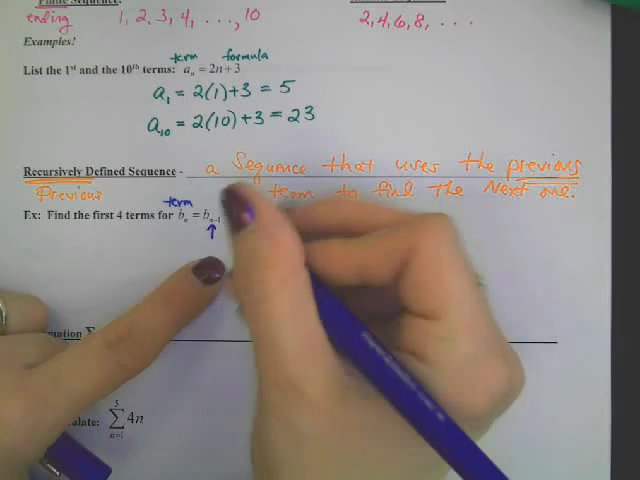 ending 1, 2, 3, 4, ..., 10
2, 4, 6, 8, ...
Examples!
term formula
List the 1st and the 10th terms: aₙ = 2n + 3
a₁ = 2(1)+3 = 5
a₁₀ = 2(10)+3 = 23
Recursively Defined Sequence - a Sequence that uses the previous
Previous term to find the Next one.
term
Ex: Find the first 4 terms for bₙ = bₙ₋₁
Σ
5
Σ 4n
n=1